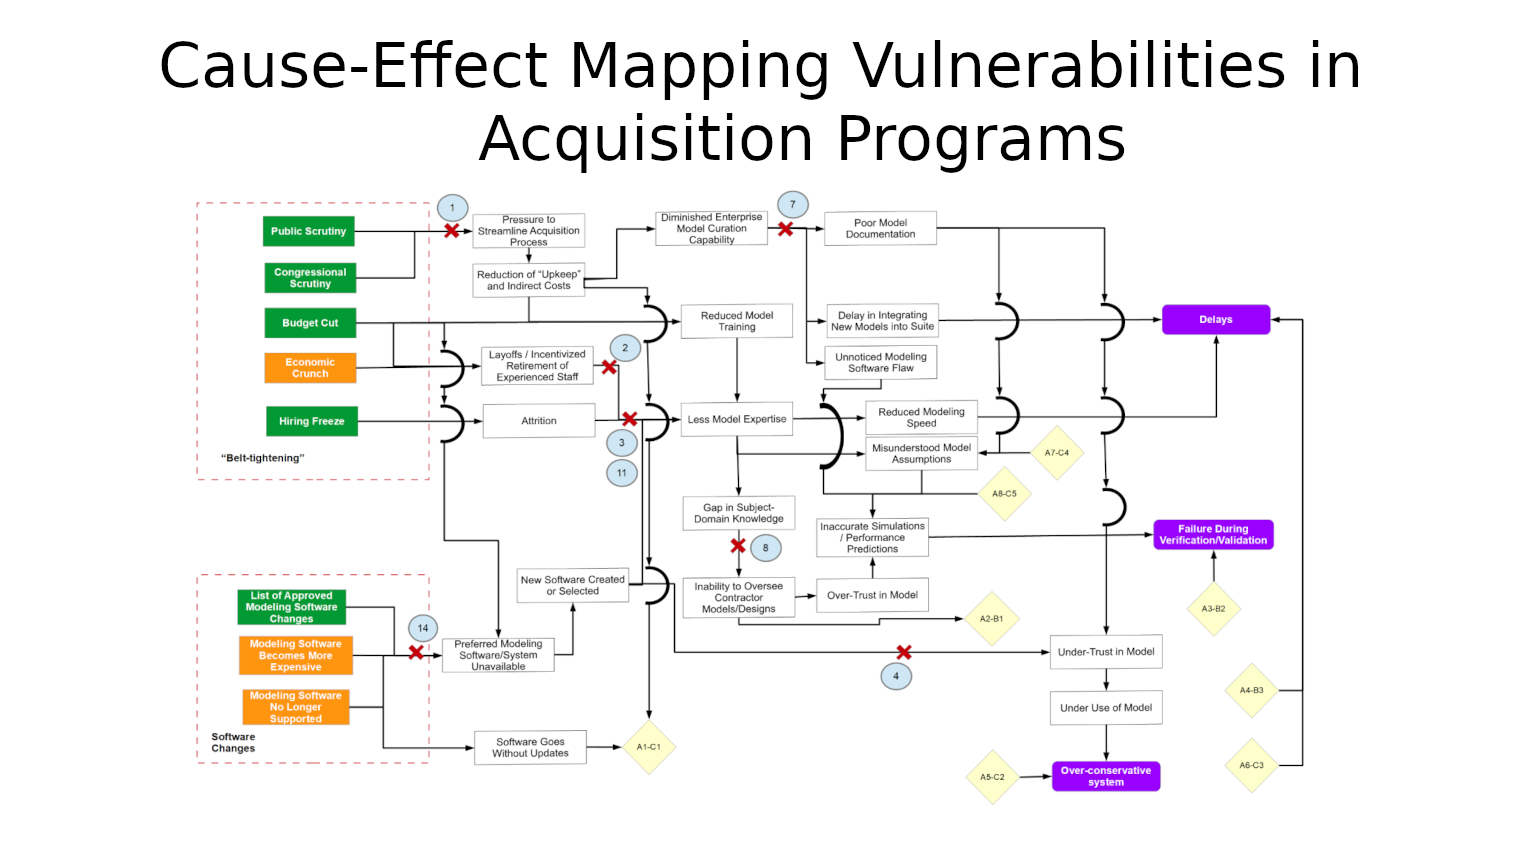 Cause-Effect Mapping Vulnerabilities in
Acquisition Programs
1
7
Public Scrutiny
Pressure to
Streamline Acquisition
Process
Diminished Enterprise
Model Curation
Capability
Poor Model
Documentation
Congressional
Scrutiny
Reduction of “Upkeep”
and Indirect Costs
Budget Cut
Reduced Model
Training
Delay in Integrating
New Models into Suite
Delays
2
Economic
Crunch
Layoffs / Incentivized
Retirement of
Experienced Staff
Unnoticed Modeling
Software Flaw
Hiring Freeze
Attrition
Less Model Expertise
Reduced Modeling
Speed
3
11
“Belt-tightening”
Misunderstood Model
Assumptions
A7-C4
A8-C5
Gap in Subject-
Domain Knowledge
Inaccurate Simulations
/ Performance
Predictions
Failure During
Verification/Validation
8
New Software Created
or Selected
Inability to Oversee
Contractor
Models/Designs
Over-Trust in Model
List of Approved
Modeling Software
Changes
A2-B1
A3-B2
14
Modeling Software
Becomes More
Expensive
Preferred Modeling
Software/System
Unavailable
4
Under-Trust in Model
A4-B3
Modeling Software
No Longer
Supported
Under Use of Model
Software
Changes
Software Goes
Without Updates
A1-C1
A5-C2
Over-conservative
system
A6-C3